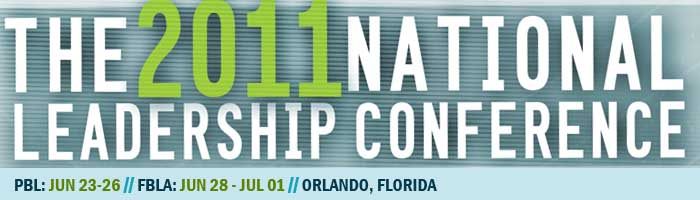 THE 2011 NATIONAL
LEADERSHIP CONFERENCE
PBL: JUN 23-26 // FBLA: JUN 28 - JUL 01 // ORLANDO, FLORIDA